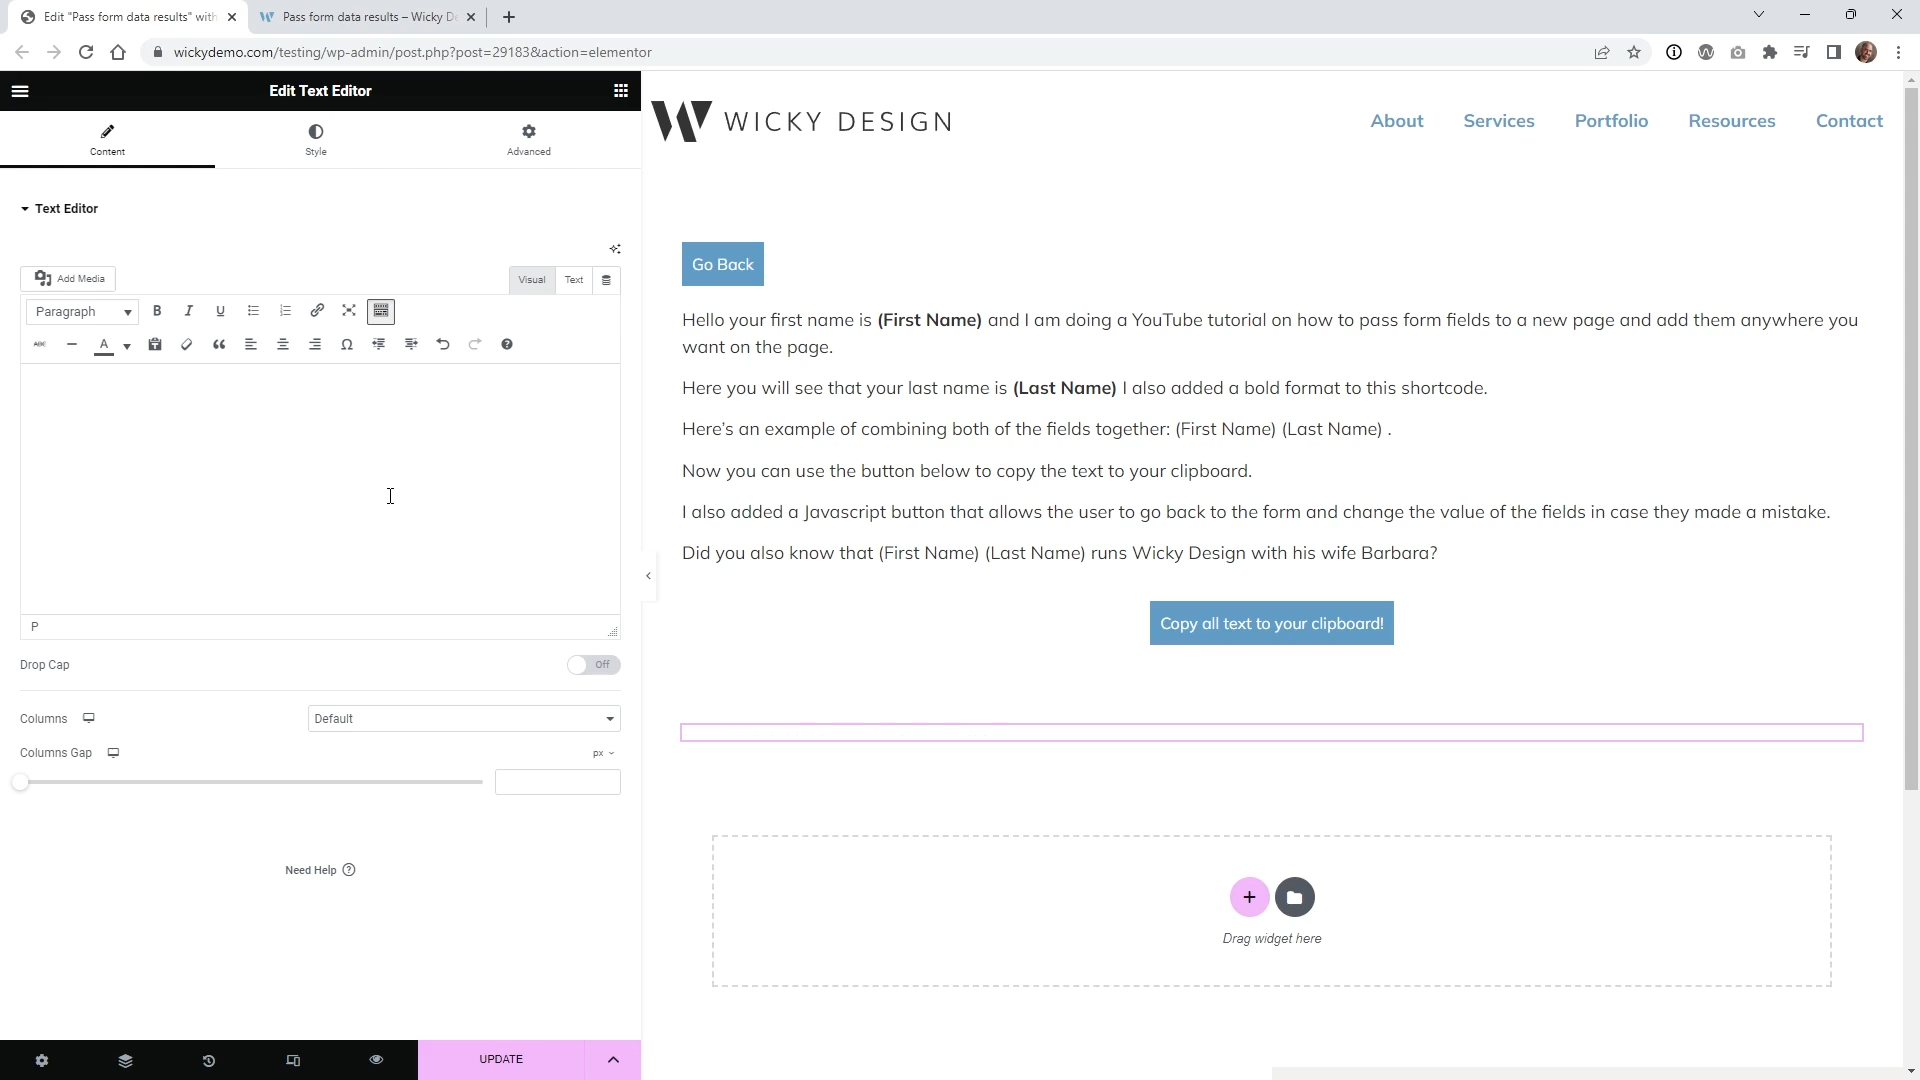 Edit "Pass form data results" with
Pass form data results – Wicky De
wickydemo.com/testing/wp-admin/post.php?post=29183&action=elementor
Edit Text Editor
Content
Style
Advanced
Text Editor
Add Media
Visual
Text
Paragraph
B I U
ABC
A
Ω
P
Drop Cap
Off
Columns
Default
Columns Gap
px
Need Help
UPDATE
W WICKY DESIGN
About
Services
Portfolio
Resources
Contact
Go Back
Hello your first name is (First Name) and I am doing a YouTube tutorial on how to pass form fields to a new page and add them anywhere you
want on the page.
Here you will see that your last name is (Last Name) I also added a bold format to this shortcode.
Here's an example of combining both of the fields together: (First Name) (Last Name) .
Now you can use the button below to copy the text to your clipboard.
I also added a Javascript button that allows the user to go back to the form and change the value of the fields in case they made a mistake.
Did you also know that (First Name) (Last Name) runs Wicky Design with his wife Barbara?
Copy all text to your clipboard!
Drag widget here